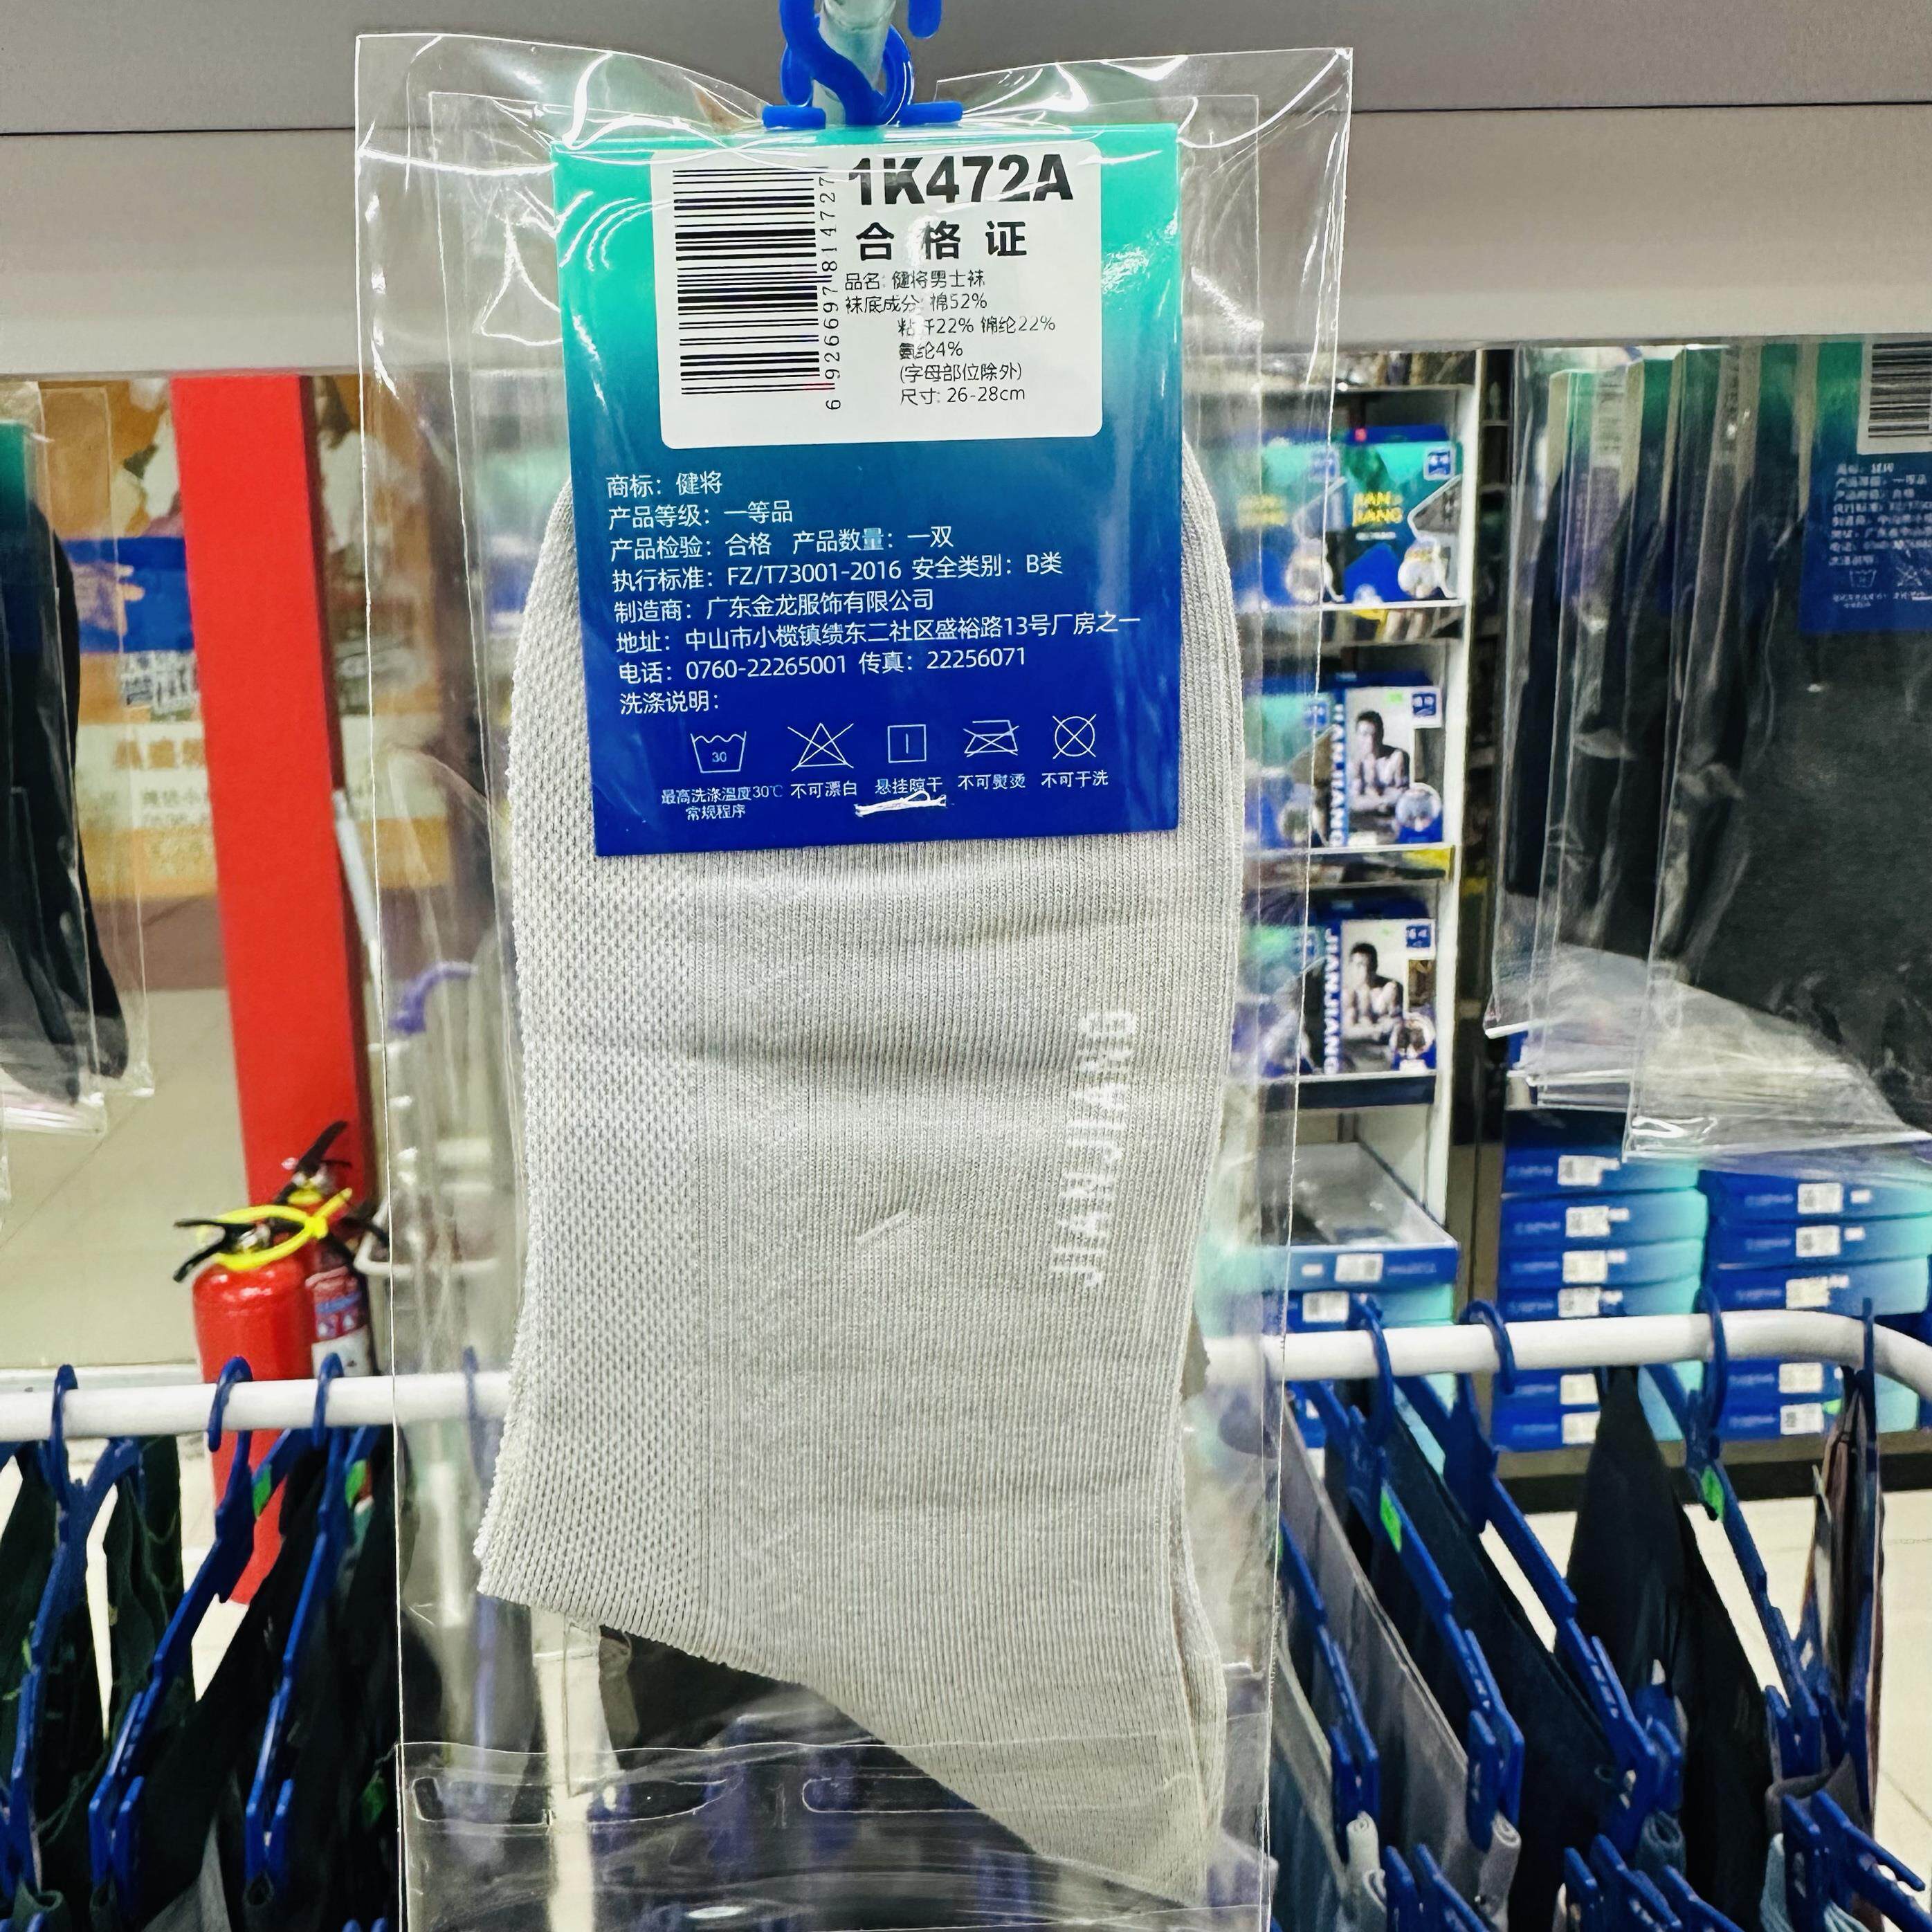 1K472A
合格证
品名: 健将男士袜
袜底成分: 棉52%
粘纤22% 锦纶22%
氨纶4%
(字母部位除外)
尺寸: 26-28cm
6926697814727
商标：健将
产品等级：一等品
产品检验：合格 产品数量：一双
执行标准：FZ/T73001-2016 安全类别：B类
制造商：广东金龙服饰有限公司
地址：中山市小榄镇绩东二社区盛裕路13号厂房之一
电话：0760-22265001 传真：22256071
洗涤说明：
30
最高洗涤温度30℃
常规程序
不可漂白
悬挂晾干
不可熨烫
不可干洗
JIANJIANG
JIAN
JIANG
JIANJIANG
JIANJIANG